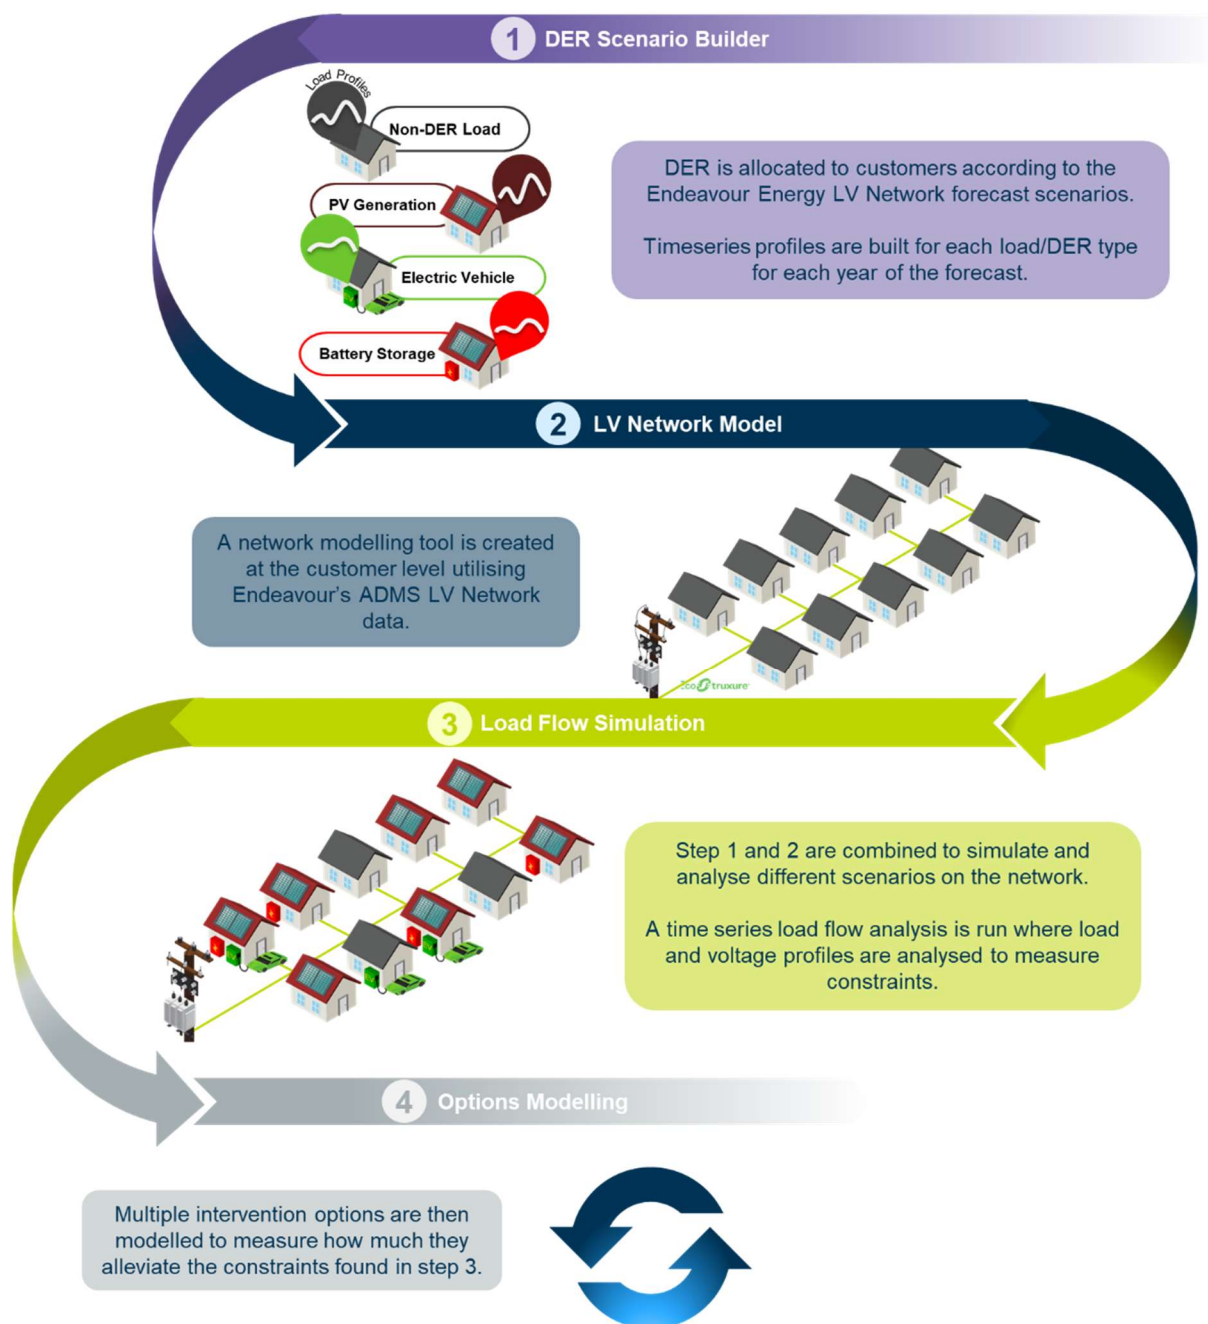 1 DER Scenario Builder
Load Profiles
Non-DER Load
PV Generation
Electric Vehicle
Battery Storage
DER is allocated to customers according to the
Endeavour Energy LV Network forecast scenarios.
Timeseries profiles are built for each load/DER type
for each year of the forecast.
2 LV Network Model
A network modelling tool is created
at the customer level utilising
Endeavour's ADMS LV Network
data.
Eco truxure
3 Load Flow Simulation
Step 1 and 2 are combined to simulate and
analyse different scenarios on the network.
A time series load flow analysis is run where load
and voltage profiles are analysed to measure
constraints.
4 Options Modelling
Multiple intervention options are then
modelled to measure how much they
alleviate the constraints found in step 3.